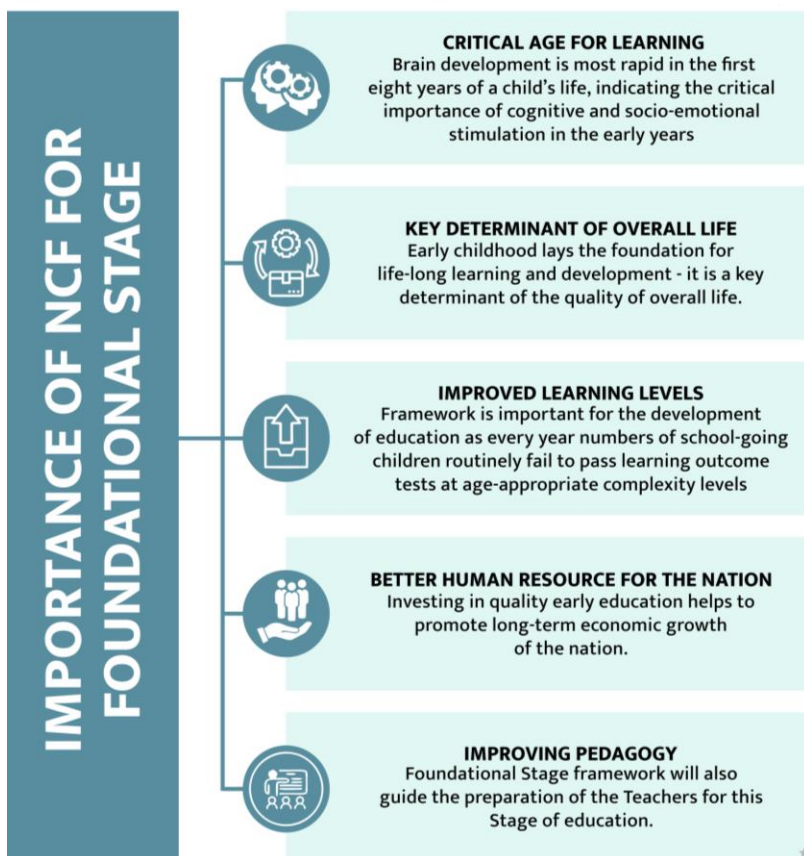 IMPORTANCE OF NCF FOR
FOUNDATIONAL STAGE
CRITICAL AGE FOR LEARNING
Brain development is most rapid in the first
eight years of a child's life, indicating the critical
importance of cognitive and socio-emotional
stimulation in the early years
KEY DETERMINANT OF OVERALL LIFE
Early childhood lays the foundation for
life-long learning and development - it is a key
determinant of the quality of overall life.
IMPROVED LEARNING LEVELS
Framework is important for the development
of education as every year numbers of school-going
children routinely fail to pass learning outcome
tests at age-appropriate complexity levels
BETTER HUMAN RESOURCE FOR THE NATION
Investing in quality early education helps to
promote long-term economic growth
of the nation.
IMPROVING PEDAGOGY
Foundational Stage framework will also
guide the preparation of the Teachers for this
Stage of education.